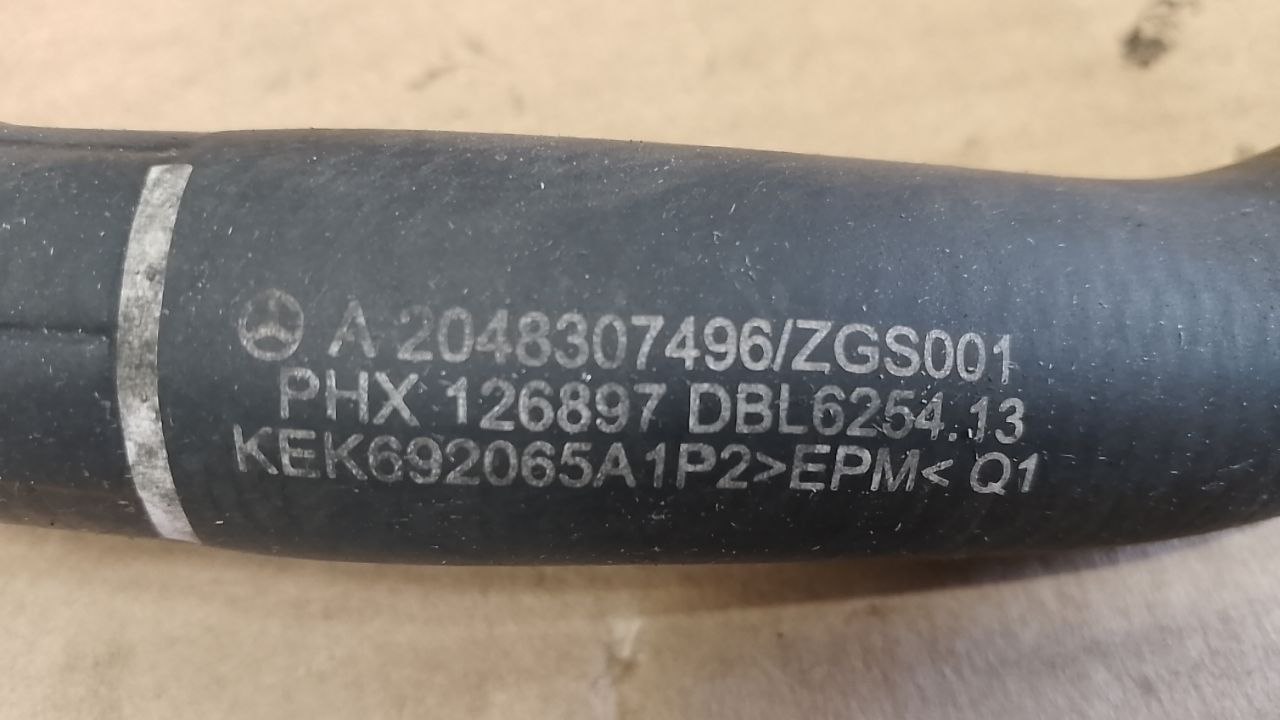 A 2048307496/ZGS001
PHX 126897 DBL6254.13
KEK692065A1P2>EPM< Q1